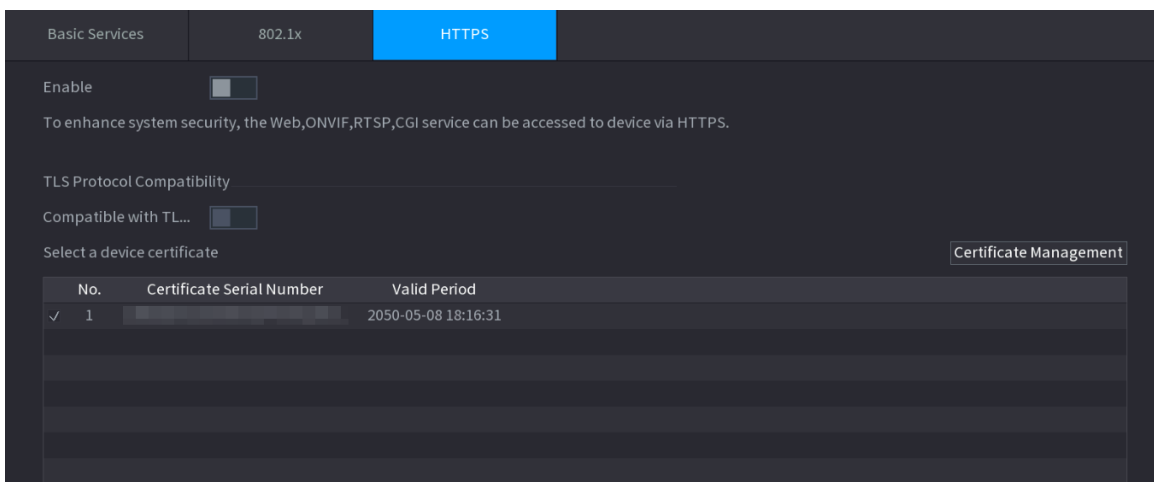 Basic Services 802.1x HTTPS
Enable
To enhance system security, the Web,ONVIF,RTSP,CGI service can be accessed to device via HTTPS.
TLS Protocol Compatibility
Compatible with TL...
Select a device certificate Certificate Management
No. Certificate Serial Number Valid Period
1 2050-05-08 18:16:31